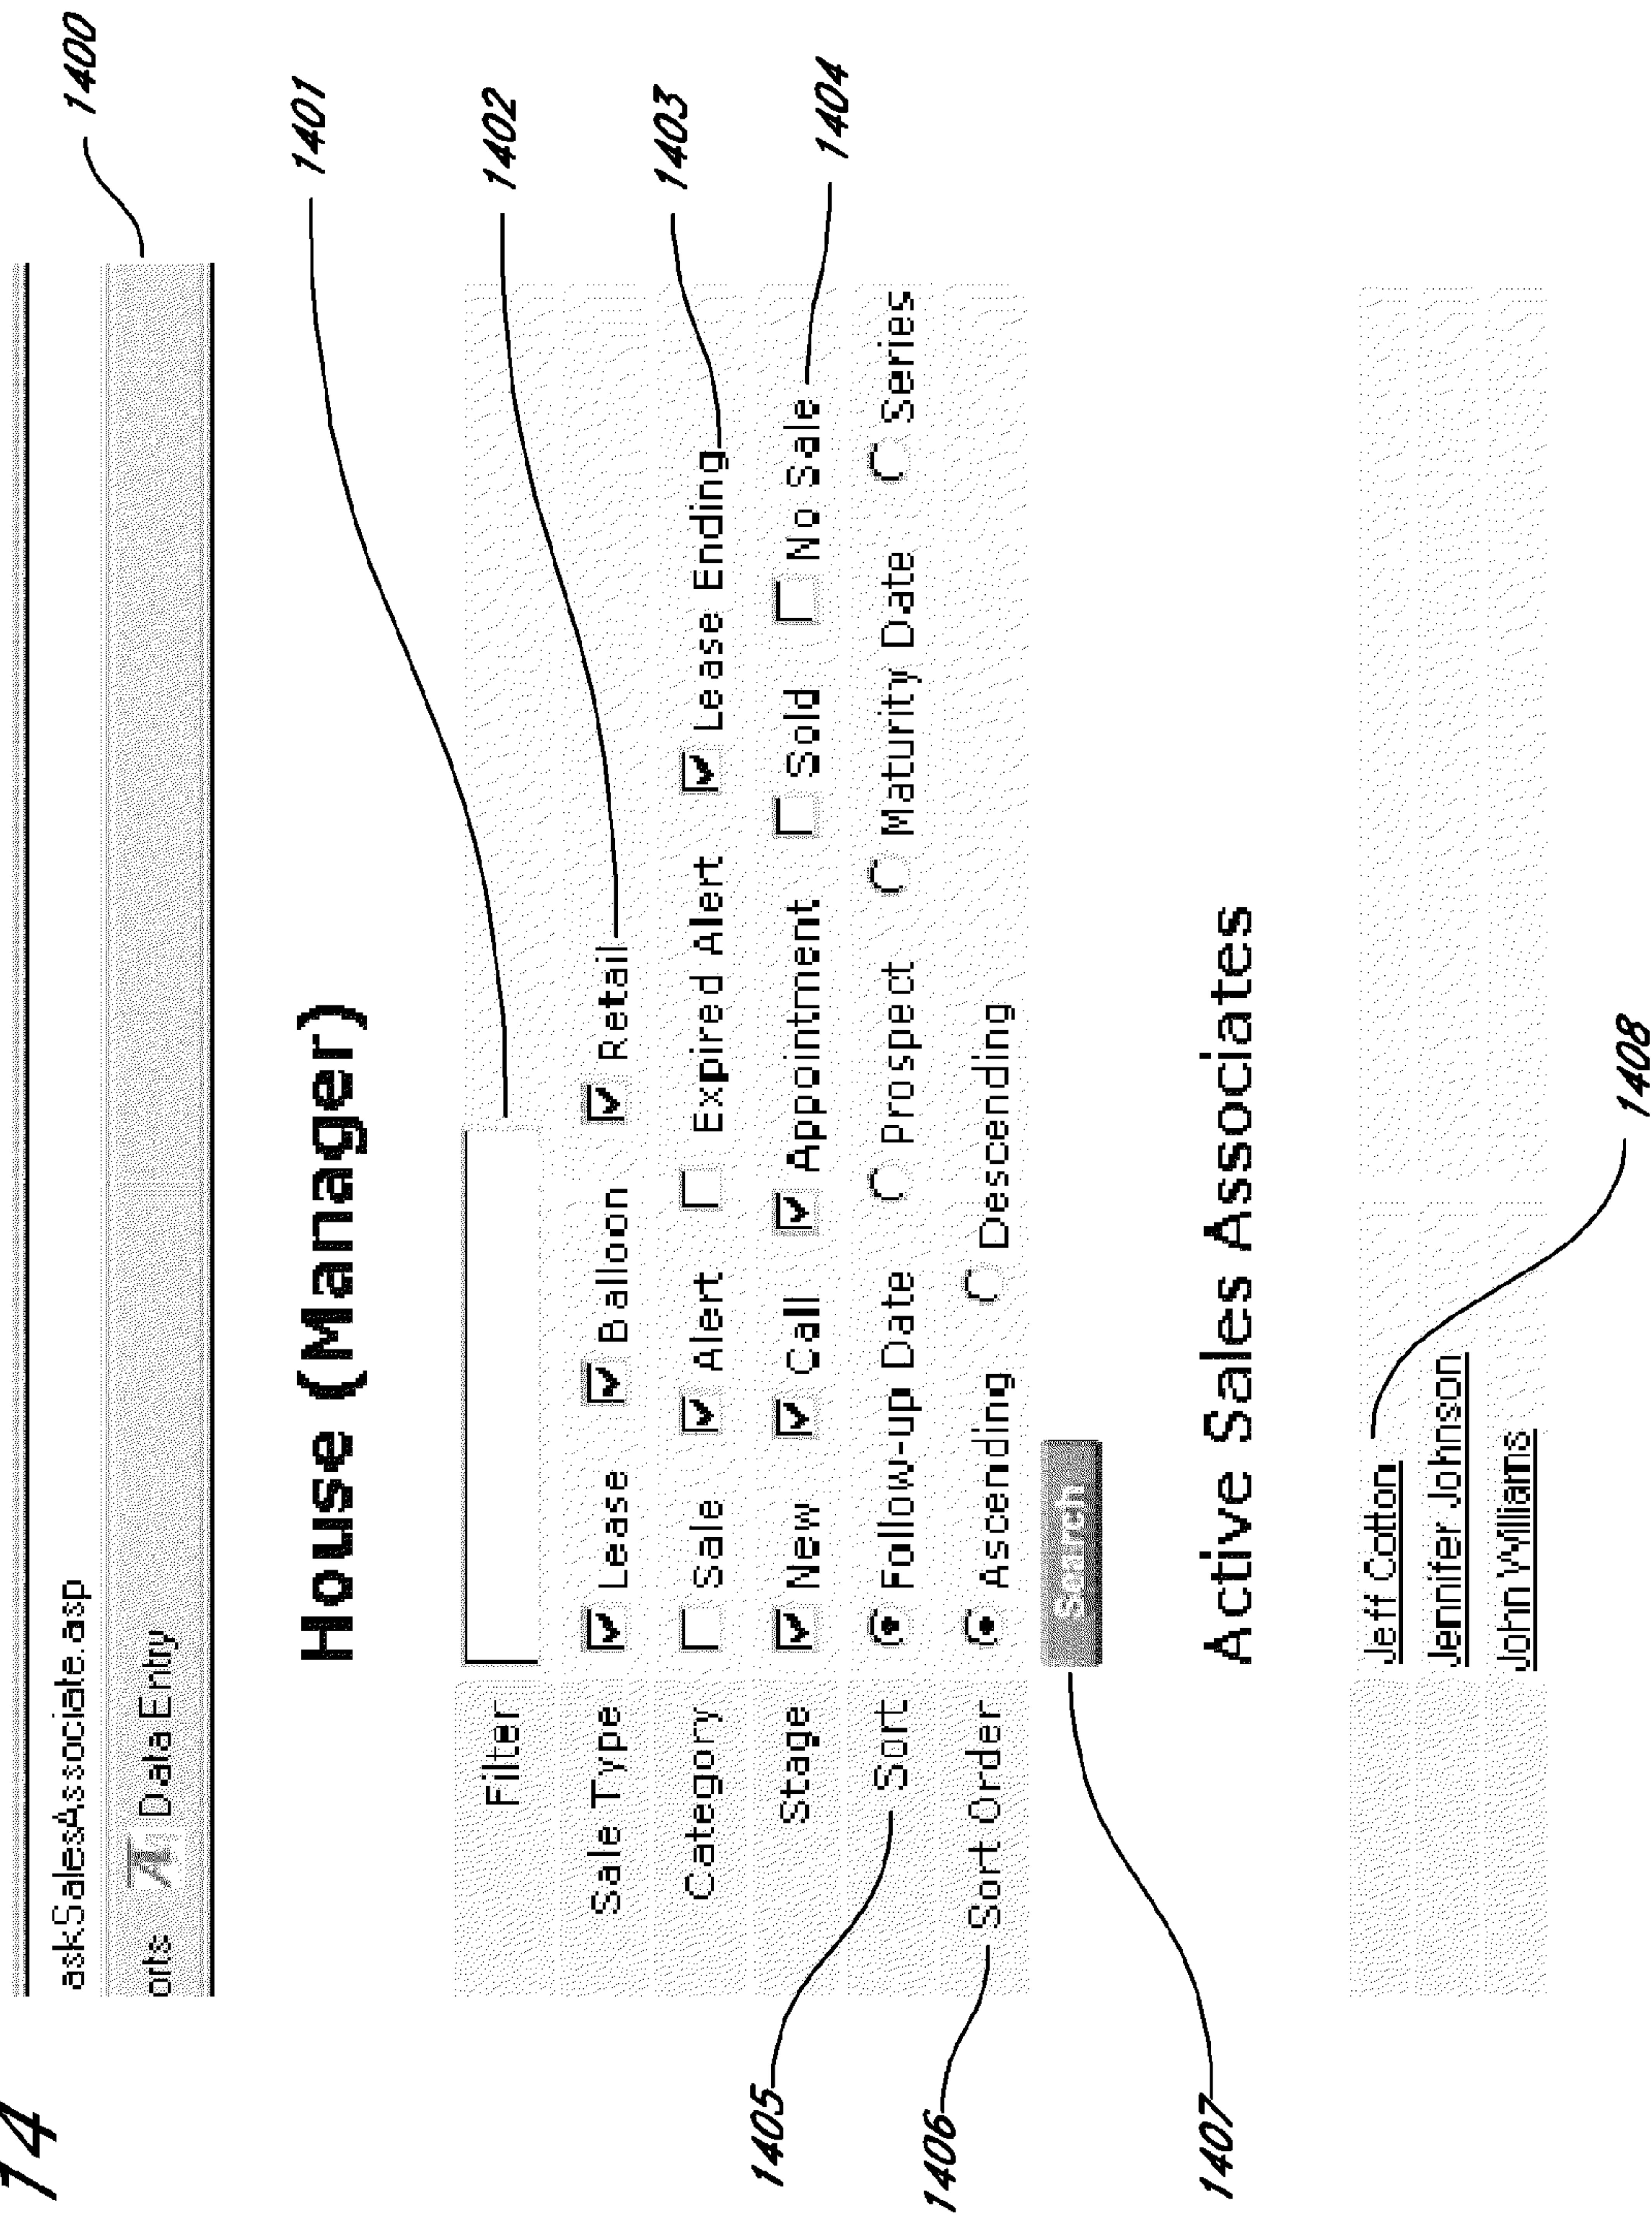 14
1400
askSalesAssociate.asp
orts Data Entry
House (Manager)
1401
Filter
1402
Sale Type Lease Balloon Retail
1403
Category Sale Alert Expired Alert Lease Ending
1404
Stage New Call Appointment Sold No Sale
1405
Sort Follow-up Date Prospect Maturity Date Series
1406
Sort Order Ascending Descending
1407
Search
Active Sales Associates
Jeff Cotton
Jennifer Johnson
John Williams
1408